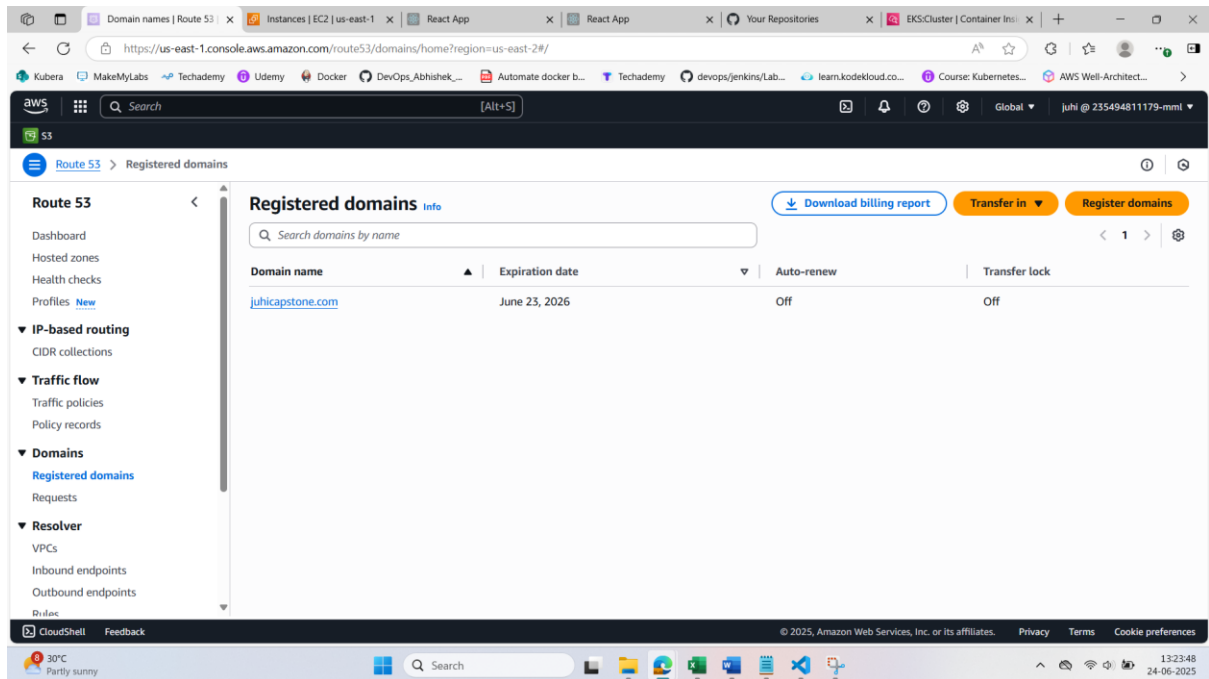 Domain names | Route 53 | Instances | EC2 | us-east-1 React App React App Your Repositories EKS:Cluster | Container Insi
https://us-east-1.console.aws.amazon.com/route53/domains/home?region=us-east-2#/
Kubera MakeMyLabs Techademy Udemy Docker DevOps_Abhishek_... Automate docker b... Techademy devops/jenkins/Lab... learn.kodekloud.co... Course: Kubernetes... AWS Well-Architect...
aws Search [Alt+S] Global juhi @ 235494811179-mml
S3
Route 53 > Registered domains
Route 53
Dashboard
Hosted zones
Health checks
Profiles New
IP-based routing
CIDR collections
Traffic flow
Traffic policies
Policy records
Domains
Registered domains
Requests
Resolver
VPCs
Inbound endpoints
Outbound endpoints
Rules
Registered domains Info
Download billing report Transfer in Register domains
Search domains by name
1
Domain name Expiration date Auto-renew Transfer lock
juhicapstone.com June 23, 2026 Off Off
CloudShell Feedback © 2025, Amazon Web Services, Inc. or its affiliates. Privacy Terms Cookie preferences
8 30°C
Partly sunny
Search
13:23:48
24-06-2025